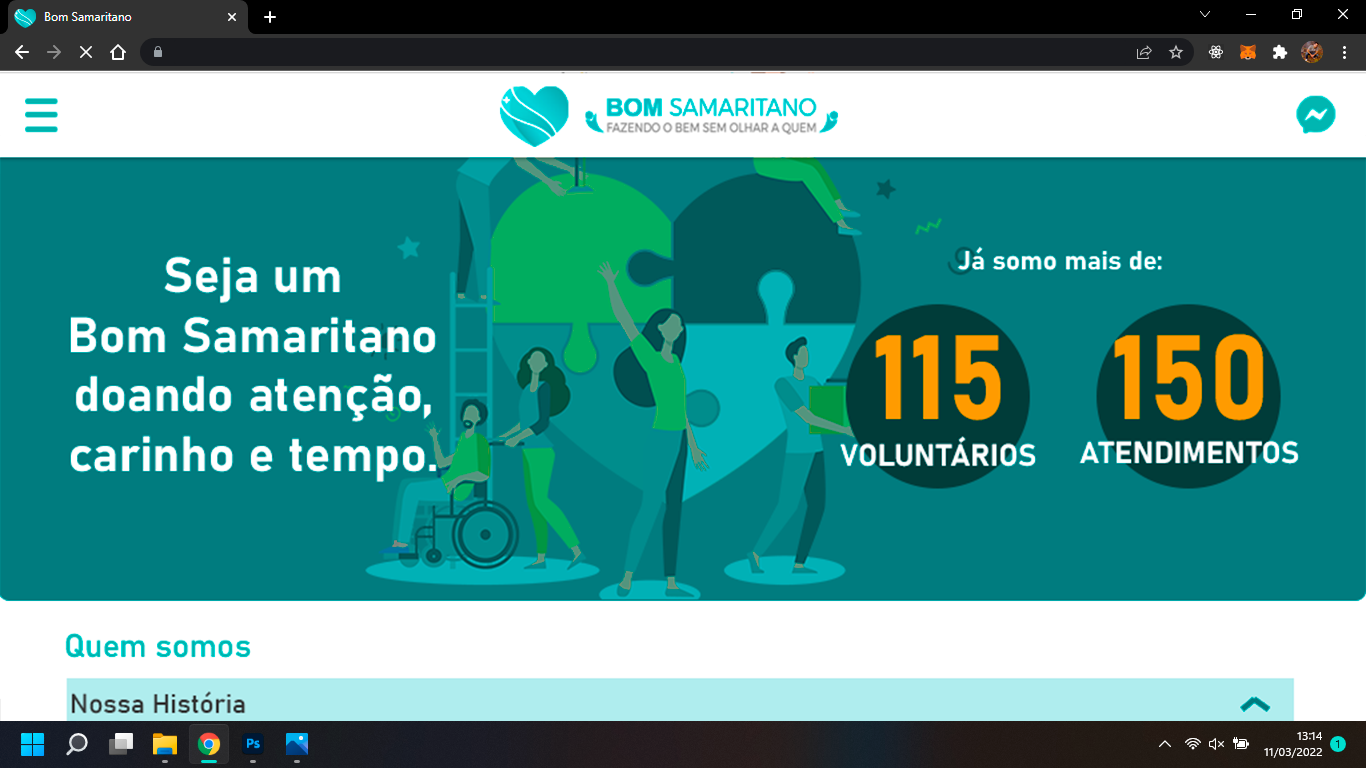 Bom Samaritano
BOM SAMARITANO
FAZENDO O BEM SEM OLHAR A QUEM
Seja um
Bom Samaritano
doando atenção,
carinho e tempo.
Já somo mais de:
115
VOLUNTÁRIOS
150
ATENDIMENTOS
Quem somos
Nossa História
Ps
13:14
11/03/2022
1